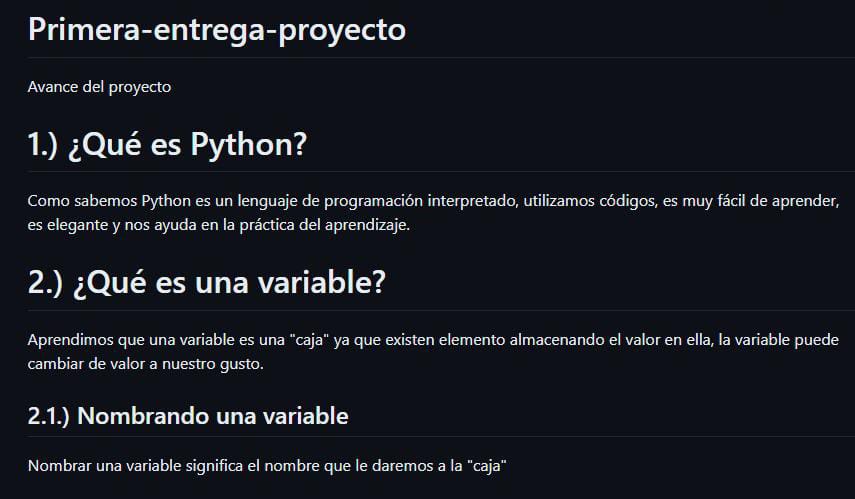 Primera-entrega-proyecto
Avance del proyecto
1.) ¿Qué es Python?
Como sabemos Python es un lenguaje de programación interpretado, utilizamos códigos, es muy fácil de aprender,
es elegante y nos ayuda en la práctica del aprendizaje.
2.) ¿Qué es una variable?
Aprendimos que una variable es una "caja" ya que existen elemento almacenando el valor en ella, la variable puede
cambiar de valor a nuestro gusto.
2.1.) Nombrando una variable
Nombrar una variable significa el nombre que le daremos a la "caja"